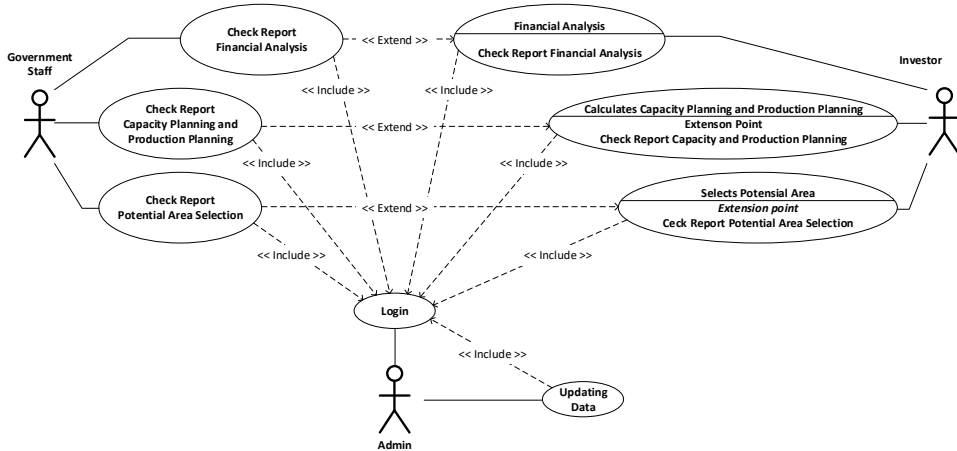 Check Report
Financial Analysis
<< Extend >>
Financial Analysis
Check Report Financial Analysis
Government
Staff
Investor
<< Include >>
<< Include >>
Check Report
Capacity Planning and
Production Planning
<< Extend >>
Calculates Capacity Planning and Production Planning
Extenson Point
Check Report Capacity and Production Planning
<< Include >>
<< Include >>
Check Report
Potential Area Selection
<< Extend >>
Selects Potensial Area
Extension point
Ceck Report Potential Area Selection
<< Include >>
<< Include >>
Login
<< Include >>
Updating
Data
Admin